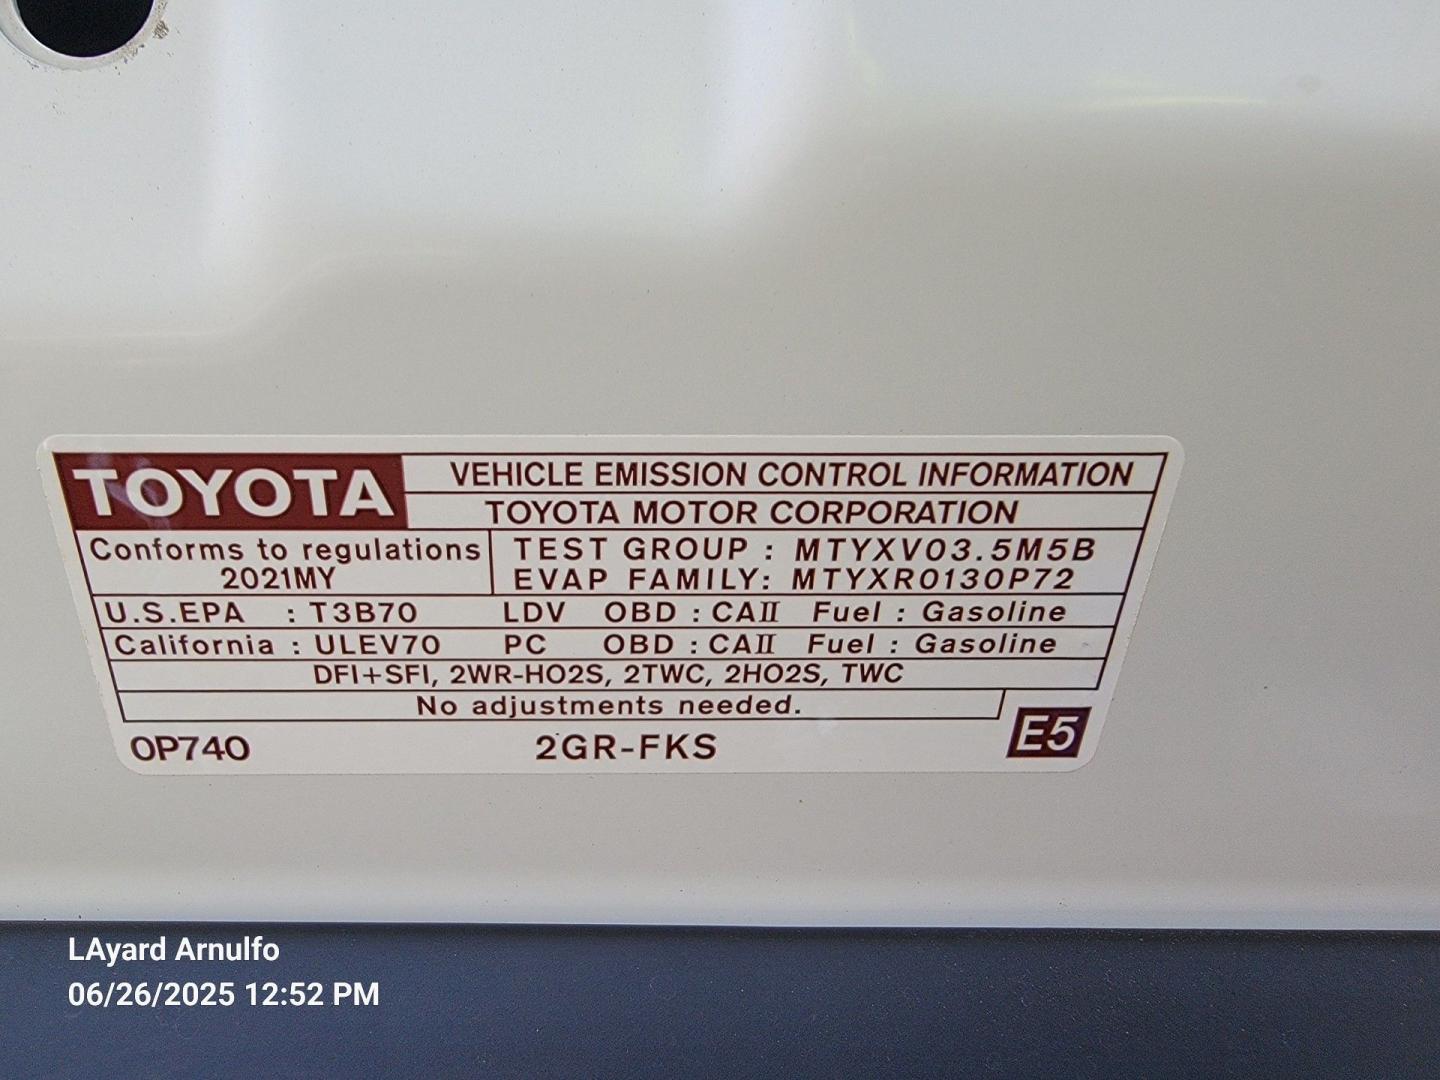 TOYOTA
VEHICLE EMISSION CONTROL INFORMATION
TOYOTA MOTOR CORPORATION
Conforms to regulations
2021MY
TEST GROUP : MTYXV03.5M5B
EVAP FAMILY: MTYXR0130P72
U.S.EPA : T3B70 LDV OBD : CAⅡ Fuel : Gasoline
California : ULEV70 PC OBD : CAⅡ Fuel : Gasoline
DFI+SFI, 2WR-HO2S, 2TWC, 2HO2S, TWC
No adjustments needed.
0P740 2GR-FKS E5
LAyard Arnulfo
06/26/2025 12:52 PM